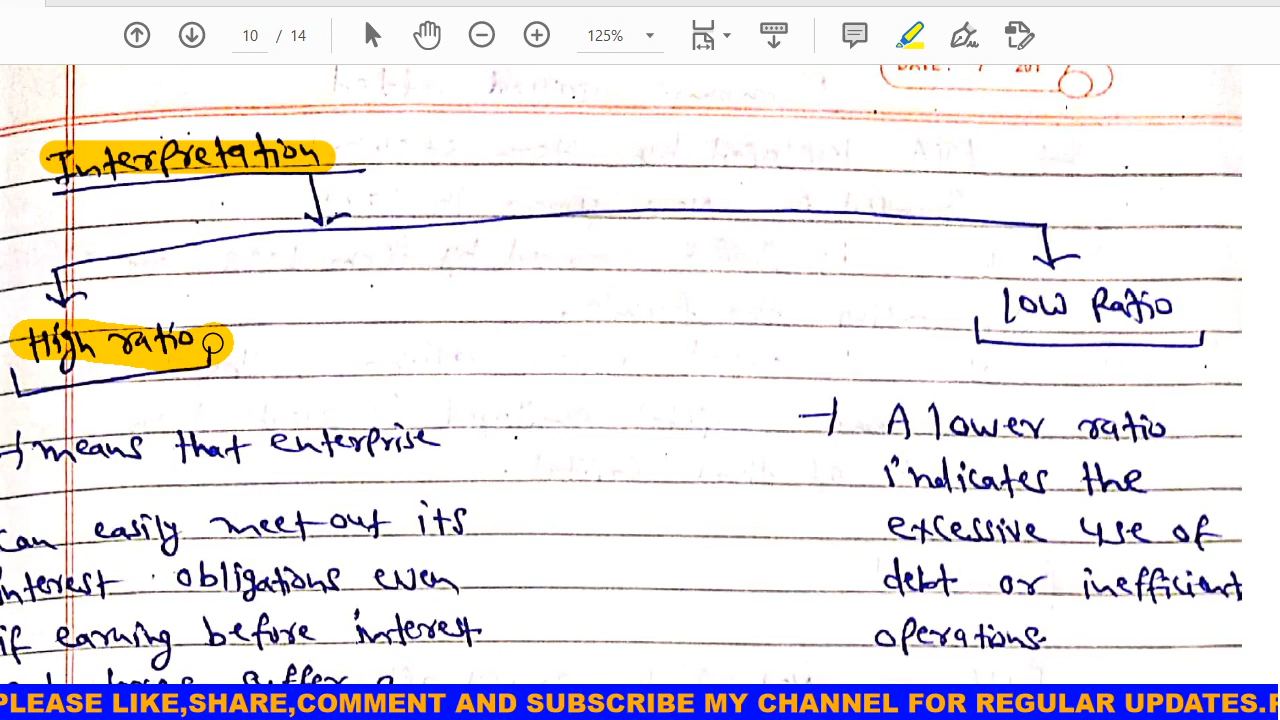 10 / 14
125%
DATE: / 201
Interpretation
High ratio
Low Ratio
means that enterprise
can easily meet out its
interest obligations even
if earning before interest
A lower ratio
indicates the
excessive use of
debt or inefficient
operations.
PLEASE LIKE,SHARE,COMMENT AND SUBSCRIBE MY CHANNEL FOR REGULAR UPDATES.